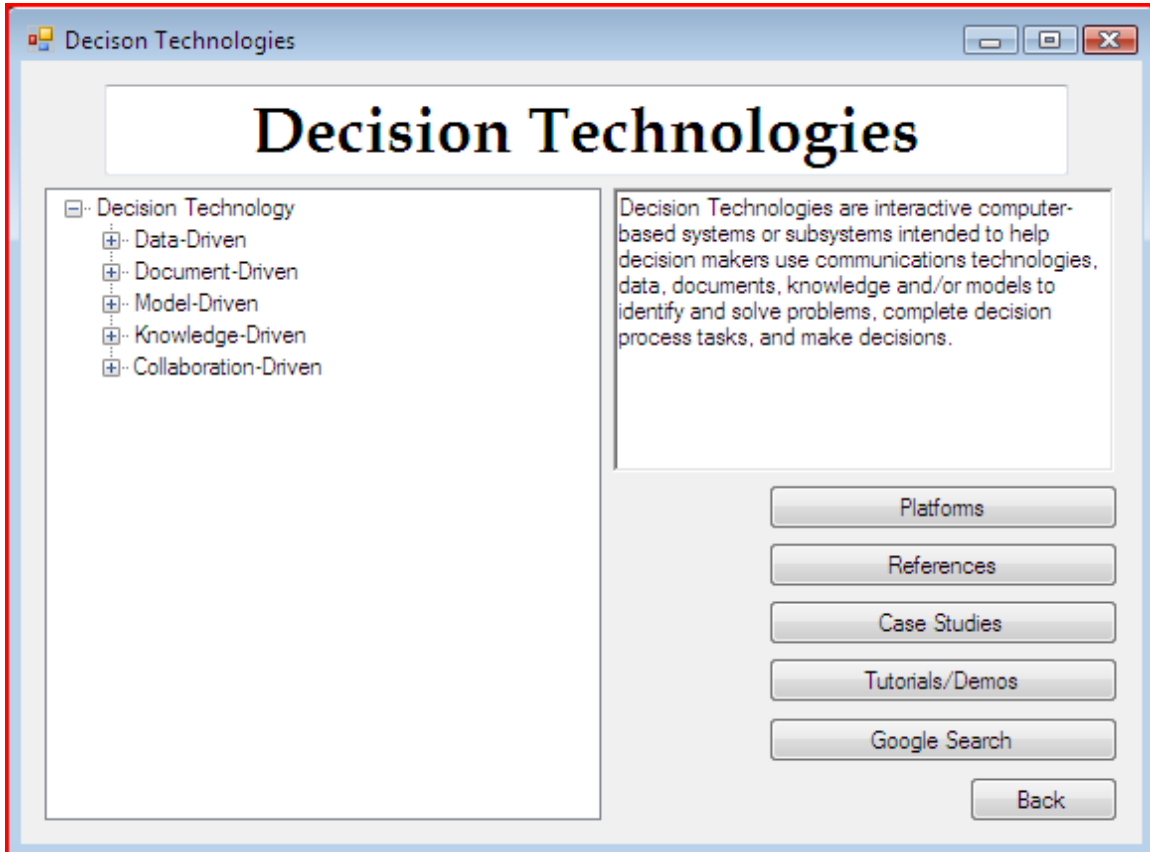 Decison Technologies
Decision Technologies
Decision Technology
Data-Driven
Document-Driven
Model-Driven
Knowledge-Driven
Collaboration-Driven
Decision Technologies are interactive computer-
based systems or subsystems intended to help
decision makers use communications technologies,
data, documents, knowledge and/or models to
identify and solve problems, complete decision
process tasks, and make decisions.
Platforms
References
Case Studies
Tutorials/Demos
Google Search
Back